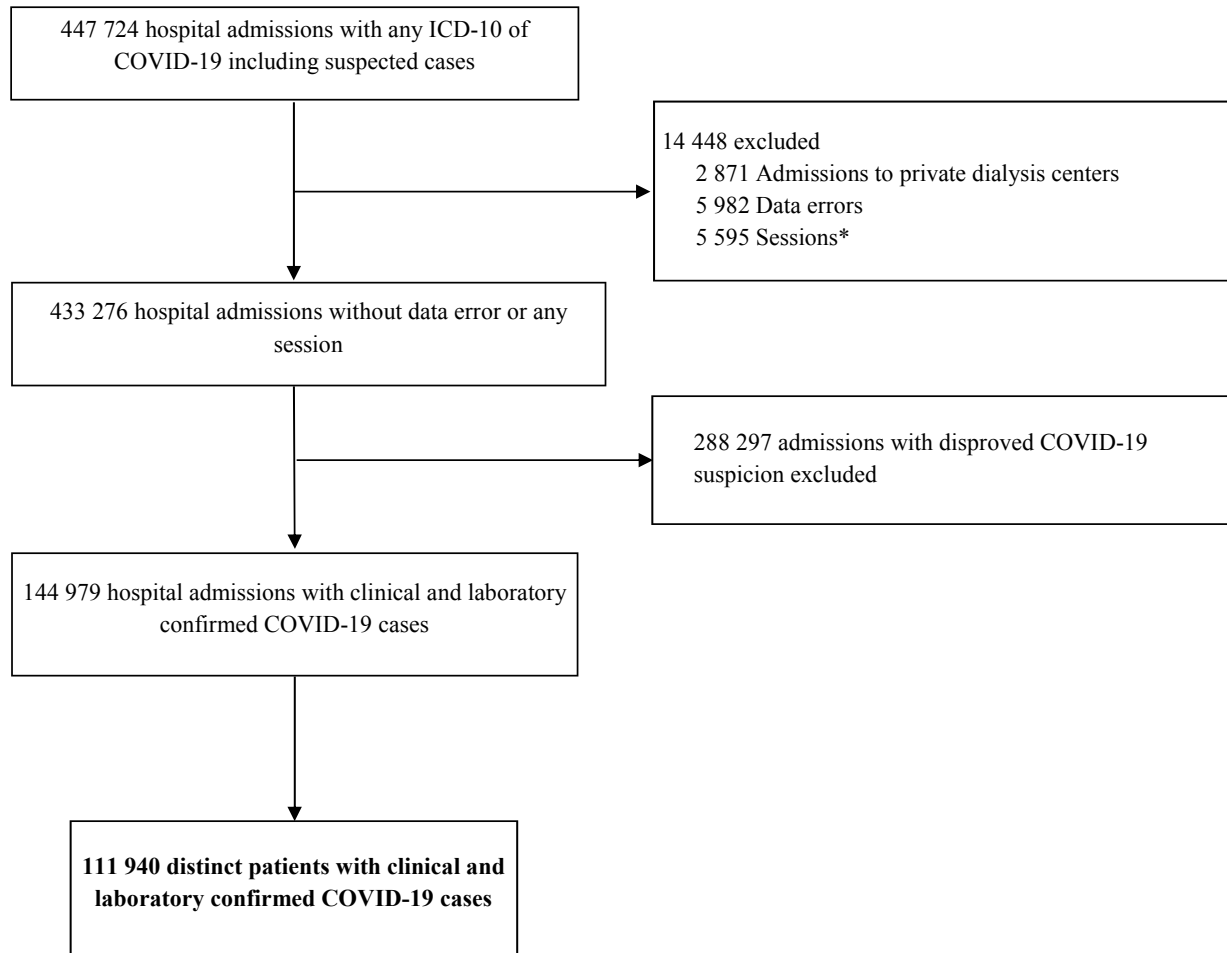 447 724 hospital admissions with any ICD-10 of
COVID-19 including suspected cases
14 448 excluded
2 871 Admissions to private dialysis centers
5 982 Data errors
5 595 Sessions*
433 276 hospital admissions without data error or any
session
288 297 admissions with disproved COVID-19
suspicion excluded
144 979 hospital admissions with clinical and laboratory
confirmed COVID-19 cases
111 940 distinct patients with clinical and
laboratory confirmed COVID-19 cases